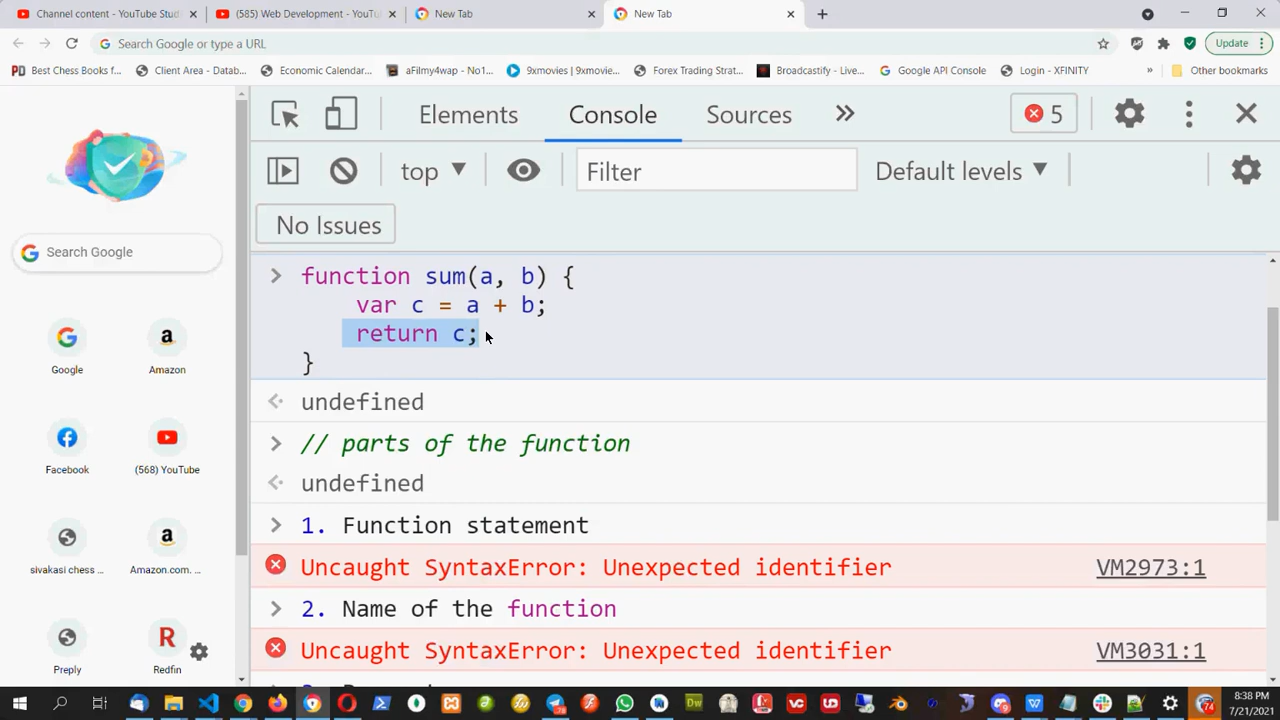 Channel content - YouTube Studi
(585) Web Development - YouTu
New Tab
New Tab
Search Google or type a URL
Update
Best Chess Books f...
Client Area - Datab...
Economic Calendar...
aFilmy4wap - No1...
9xmovies | 9xmovie...
Forex Trading Strat...
Broadcastify - Live...
Google API Console
Login - XFINITY
»
Other bookmarks
Elements
Console
Sources
5
top
Filter
Default levels
No Issues
Search Google
Google
Amazon
Facebook
(568) YouTube
sivakasi chess ...
Amazon.com. ...
Preply
R
Redfin
function sum(a, b) {
var c = a + b;
return c;
}
undefined
// parts of the function
undefined
1. Function statement
Uncaught SyntaxError: Unexpected identifier
VM2973:1
2. Name of the function
Uncaught SyntaxError: Unexpected identifier
VM3031:1
74
8:38 PM
7/21/2021